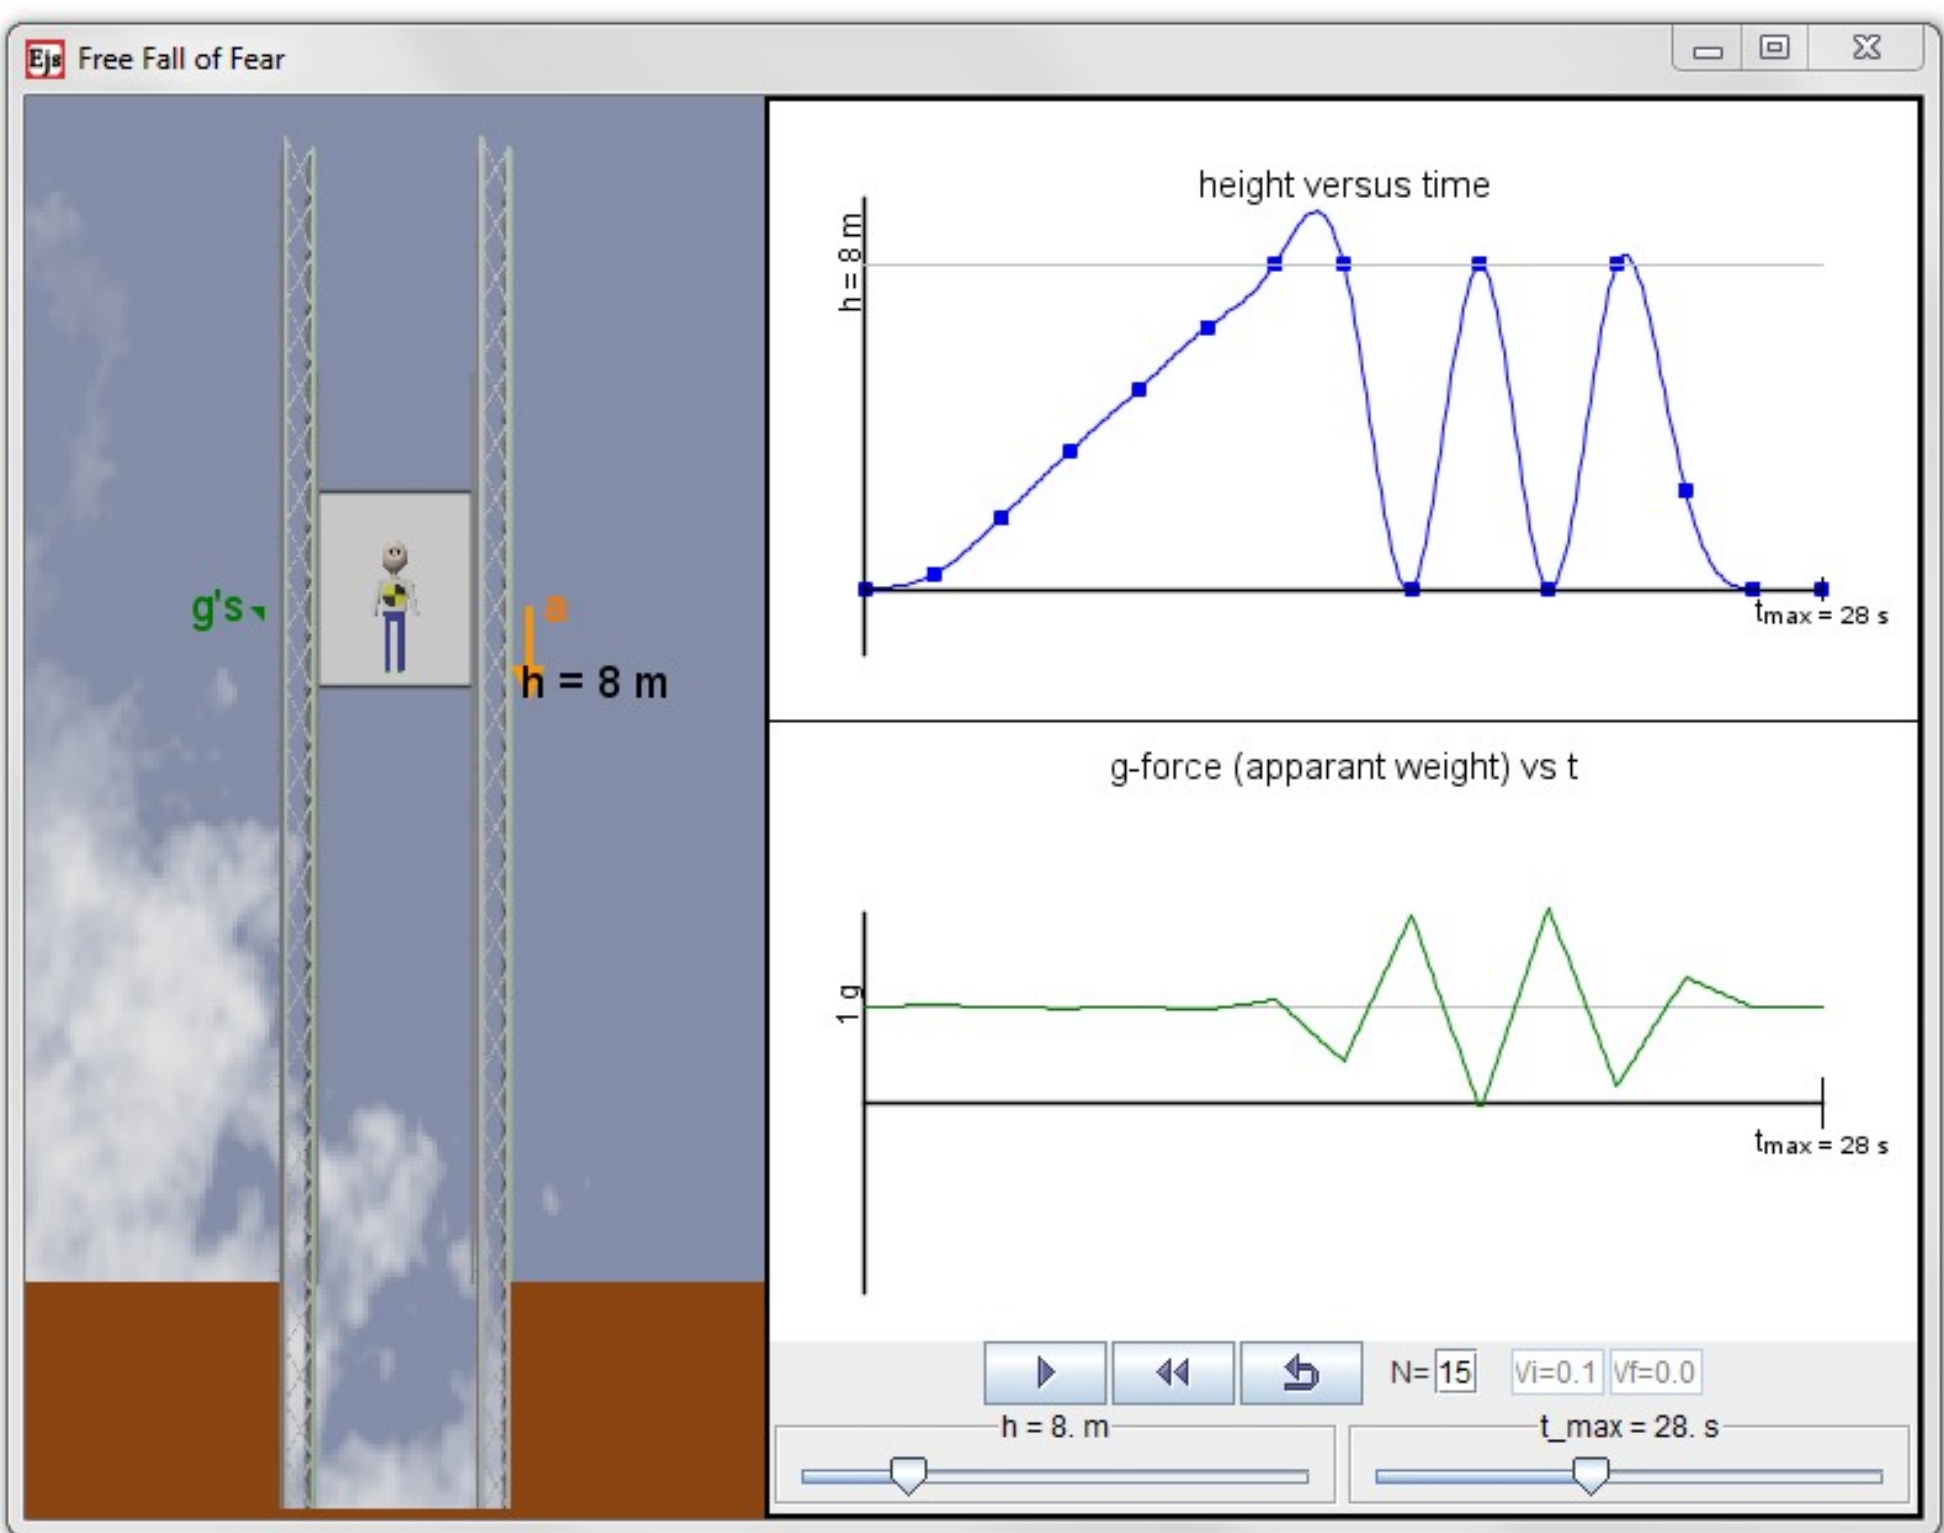 Ejs Free Fall of Fear
g's
a
h = 8 m
height versus time
h = 8 m
tmax = 28 s
g-force (apparant weight) vs t
1 g
tmax = 28 s
N= 15 Vi=0.1 Vf=0.0
h = 8. m
t_max = 28. s